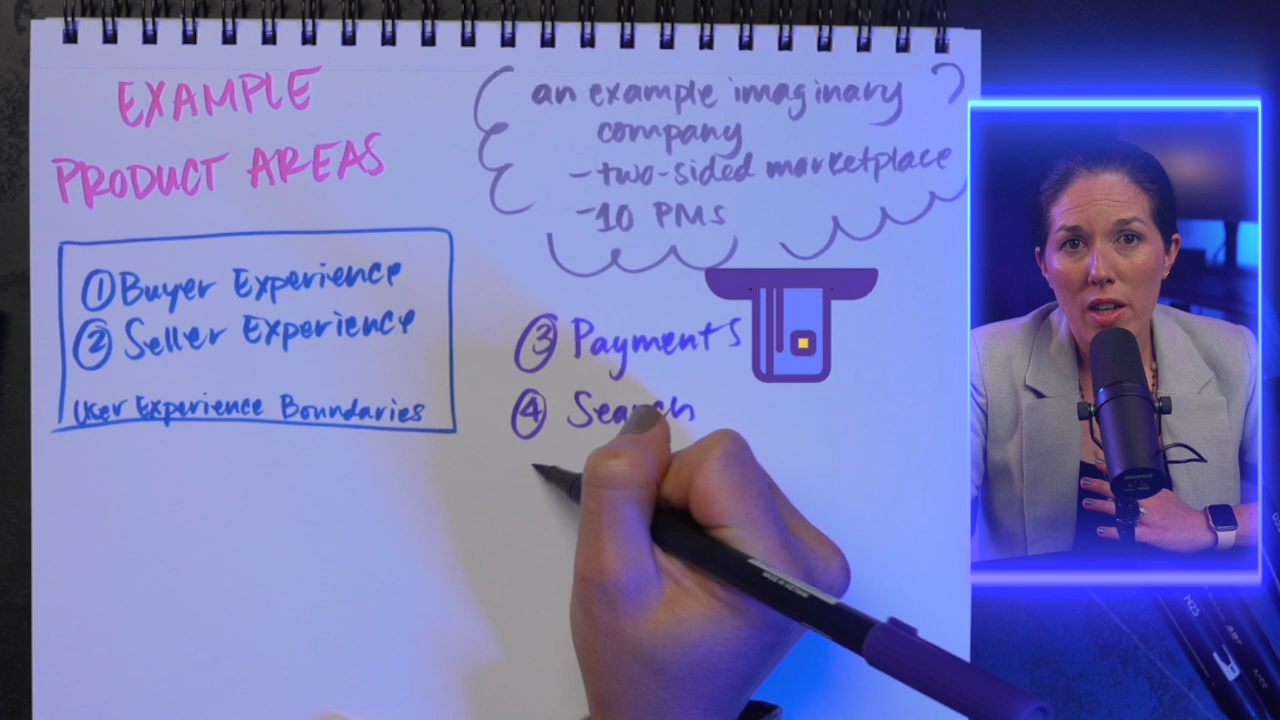 EXAMPLE
PRODUCT AREAS
an example imaginary
company
-two-sided marketplace
-10 PMS
① Buyer Experience
② Seller Experience
User Experience Boundaries
③ Payments
④ Search